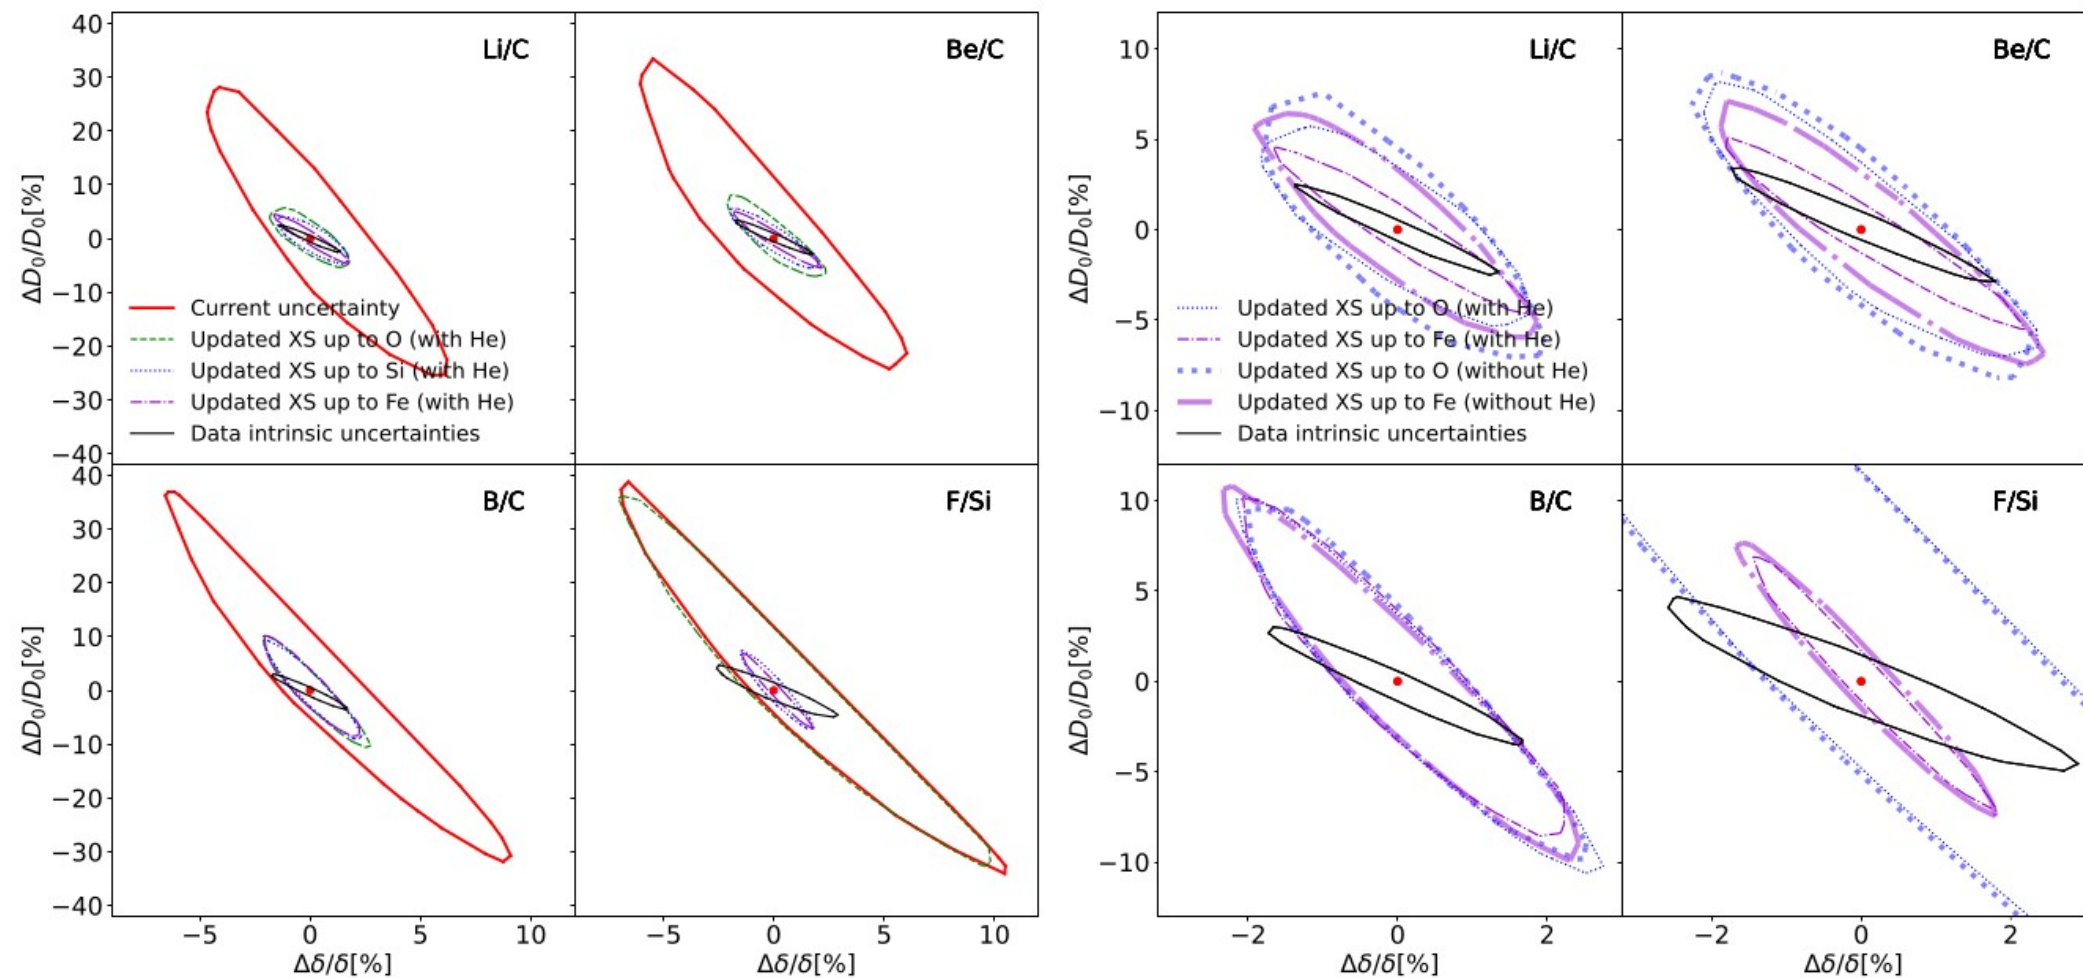 40
30
20
10
0
−10
−20
−30
−40
ΔD₀/D₀[%]
Li/C
Be/C
Current uncertainty
Updated XS up to O (with He)
Updated XS up to Si (with He)
Updated XS up to Fe (with He)
Data intrinsic uncertainties
40
30
20
10
0
−10
−20
−30
−40
ΔD₀/D₀[%]
B/C
F/Si
−5 0 5 10
−5 0 5 10
Δδ/δ[%]
Δδ/δ[%]
10
5
0
−5
−10
ΔD₀/D₀[%]
Li/C
Be/C
Updated XS up to O (with He)
Updated XS up to Fe (with He)
Updated XS up to O (without He)
Updated XS up to Fe (without He)
Data intrinsic uncertainties
10
5
0
−5
−10
ΔD₀/D₀[%]
B/C
F/Si
−2 0 2
−2 0 2
Δδ/δ[%]
Δδ/δ[%]